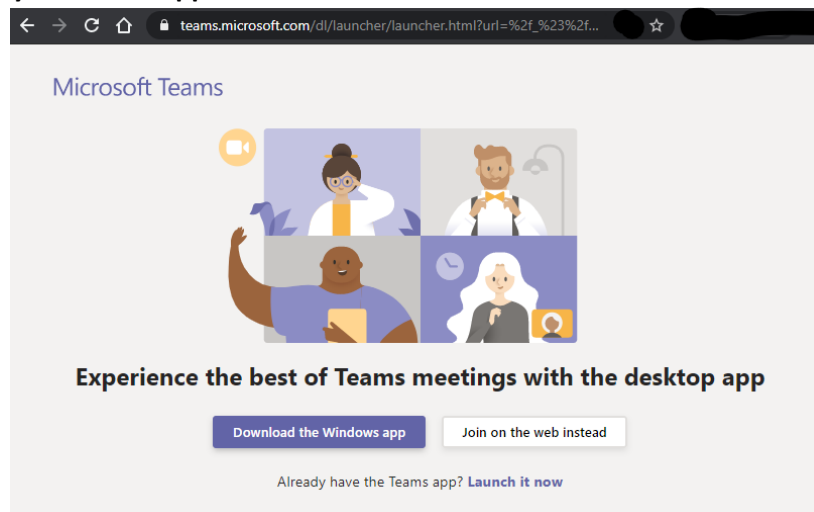 teams.microsoft.com/dl/launcher/launcher.html?url=%2f_%23%2f...
Microsoft Teams
Experience the best of Teams meetings with the desktop app
Download the Windows app
Join on the web instead
Already have the Teams app? Launch it now